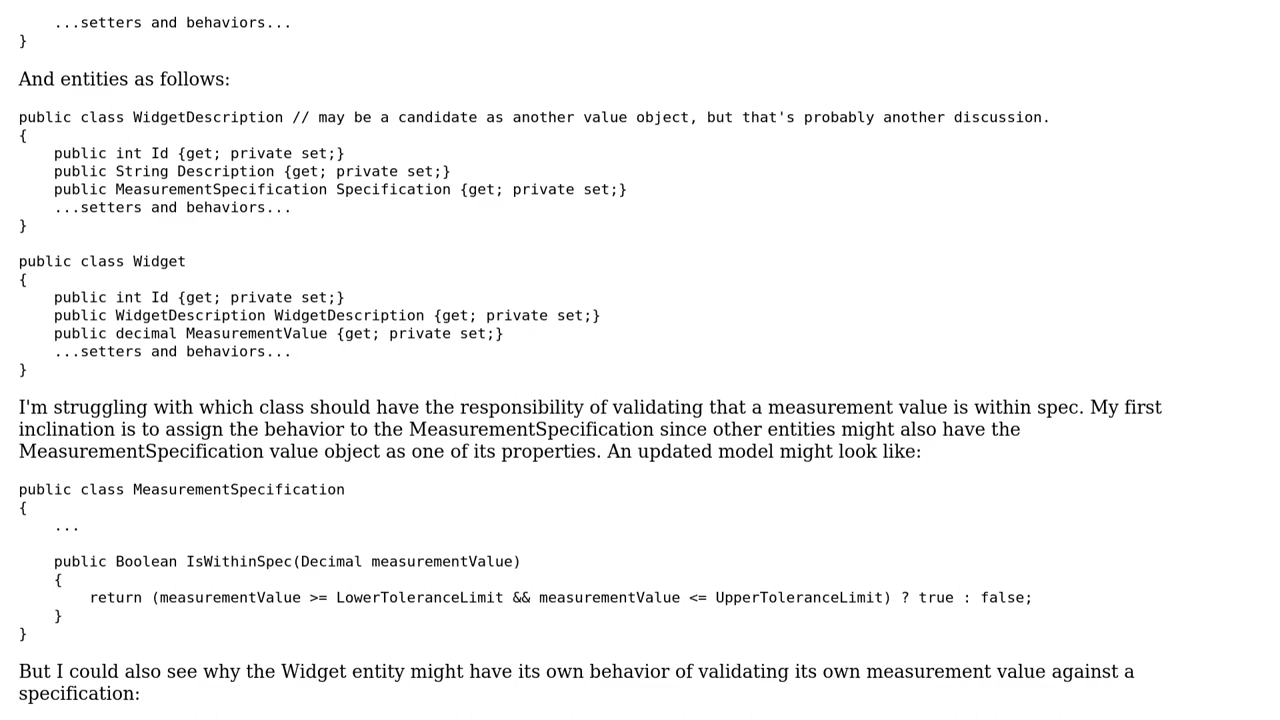 ...setters and behaviors...
}
And entities as follows:
public class WidgetDescription // may be a candidate as another value object, but that's probably another discussion.
{
    public int Id {get; private set;}
    public String Description {get; private set;}
    public MeasurementSpecification Specification {get; private set;}
    ...setters and behaviors...
}
public class Widget
{
    public int Id {get; private set;}
    public WidgetDescription WidgetDescription {get; private set;}
    public decimal MeasurementValue {get; private set;}
    ...setters and behaviors...
}
I'm struggling with which class should have the responsibility of validating that a measurement value is within spec. My first
inclination is to assign the behavior to the MeasurementSpecification since other entities might also have the
MeasurementSpecification value object as one of its properties. An updated model might look like:
public class MeasurementSpecification
{
    ...
    public Boolean IsWithinSpec(Decimal measurementValue)
    {
        return (measurementValue >= LowerToleranceLimit && measurementValue <= UpperToleranceLimit) ? true : false;
    }
}
But I could also see why the Widget entity might have its own behavior of validating its own measurement value against a
specification: